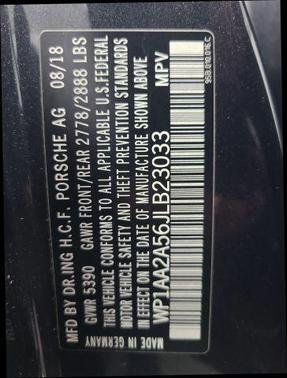 MFD BY DR.ING H.C.F. PORSCHE AG 08/18
GVWR 5390 GAWR FRONT/REAR 2778/2888 LBS
THIS VEHICLE CONFORMS TO ALL APPLICABLE U.S.FEDERAL
MOTOR VEHICLE SAFETY AND THEFT PREVENTION STANDARDS
IN EFFECT ON THE DATE OF MANUFACTURE SHOWN ABOVE
WP1AA2A56JLB23033 MPV
MADE IN GERMANY